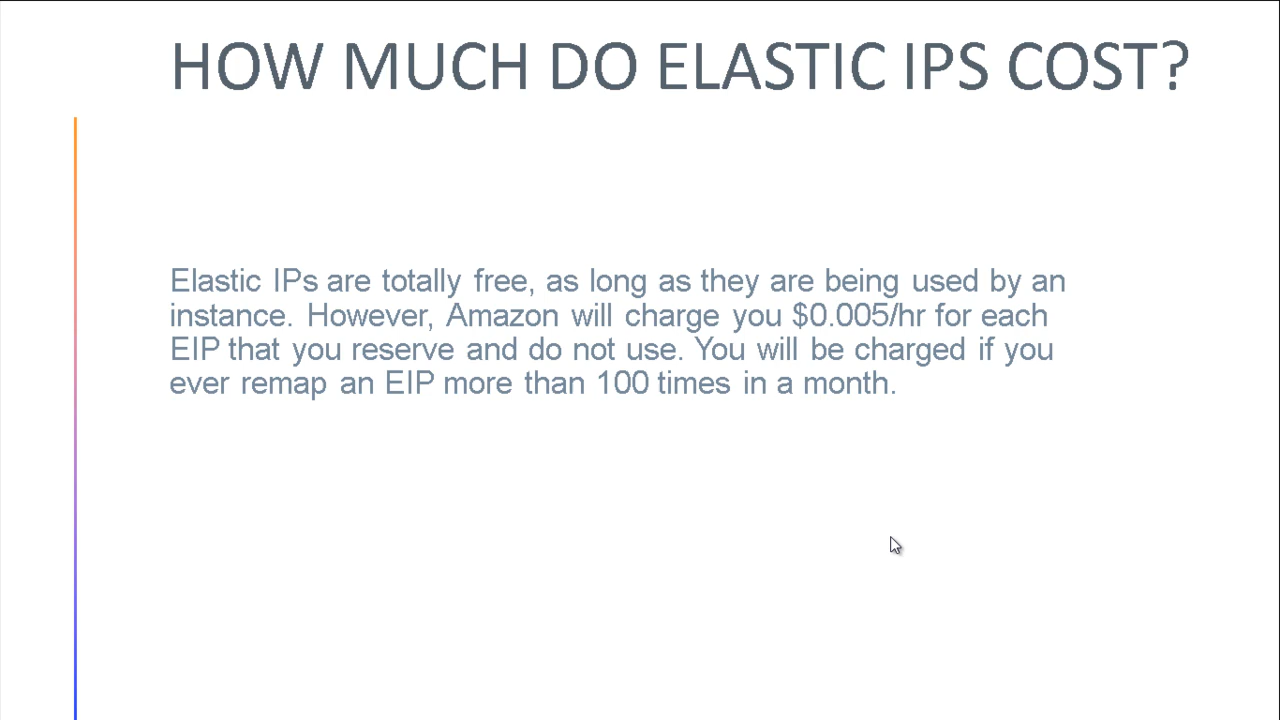 HOW MUCH DO ELASTIC IPS COST?
Elastic IPs are totally free, as long as they are being used by an
instance. However, Amazon will charge you $0.005/hr for each
EIP that you reserve and do not use. You will be charged if you
ever remap an EIP more than 100 times in a month.